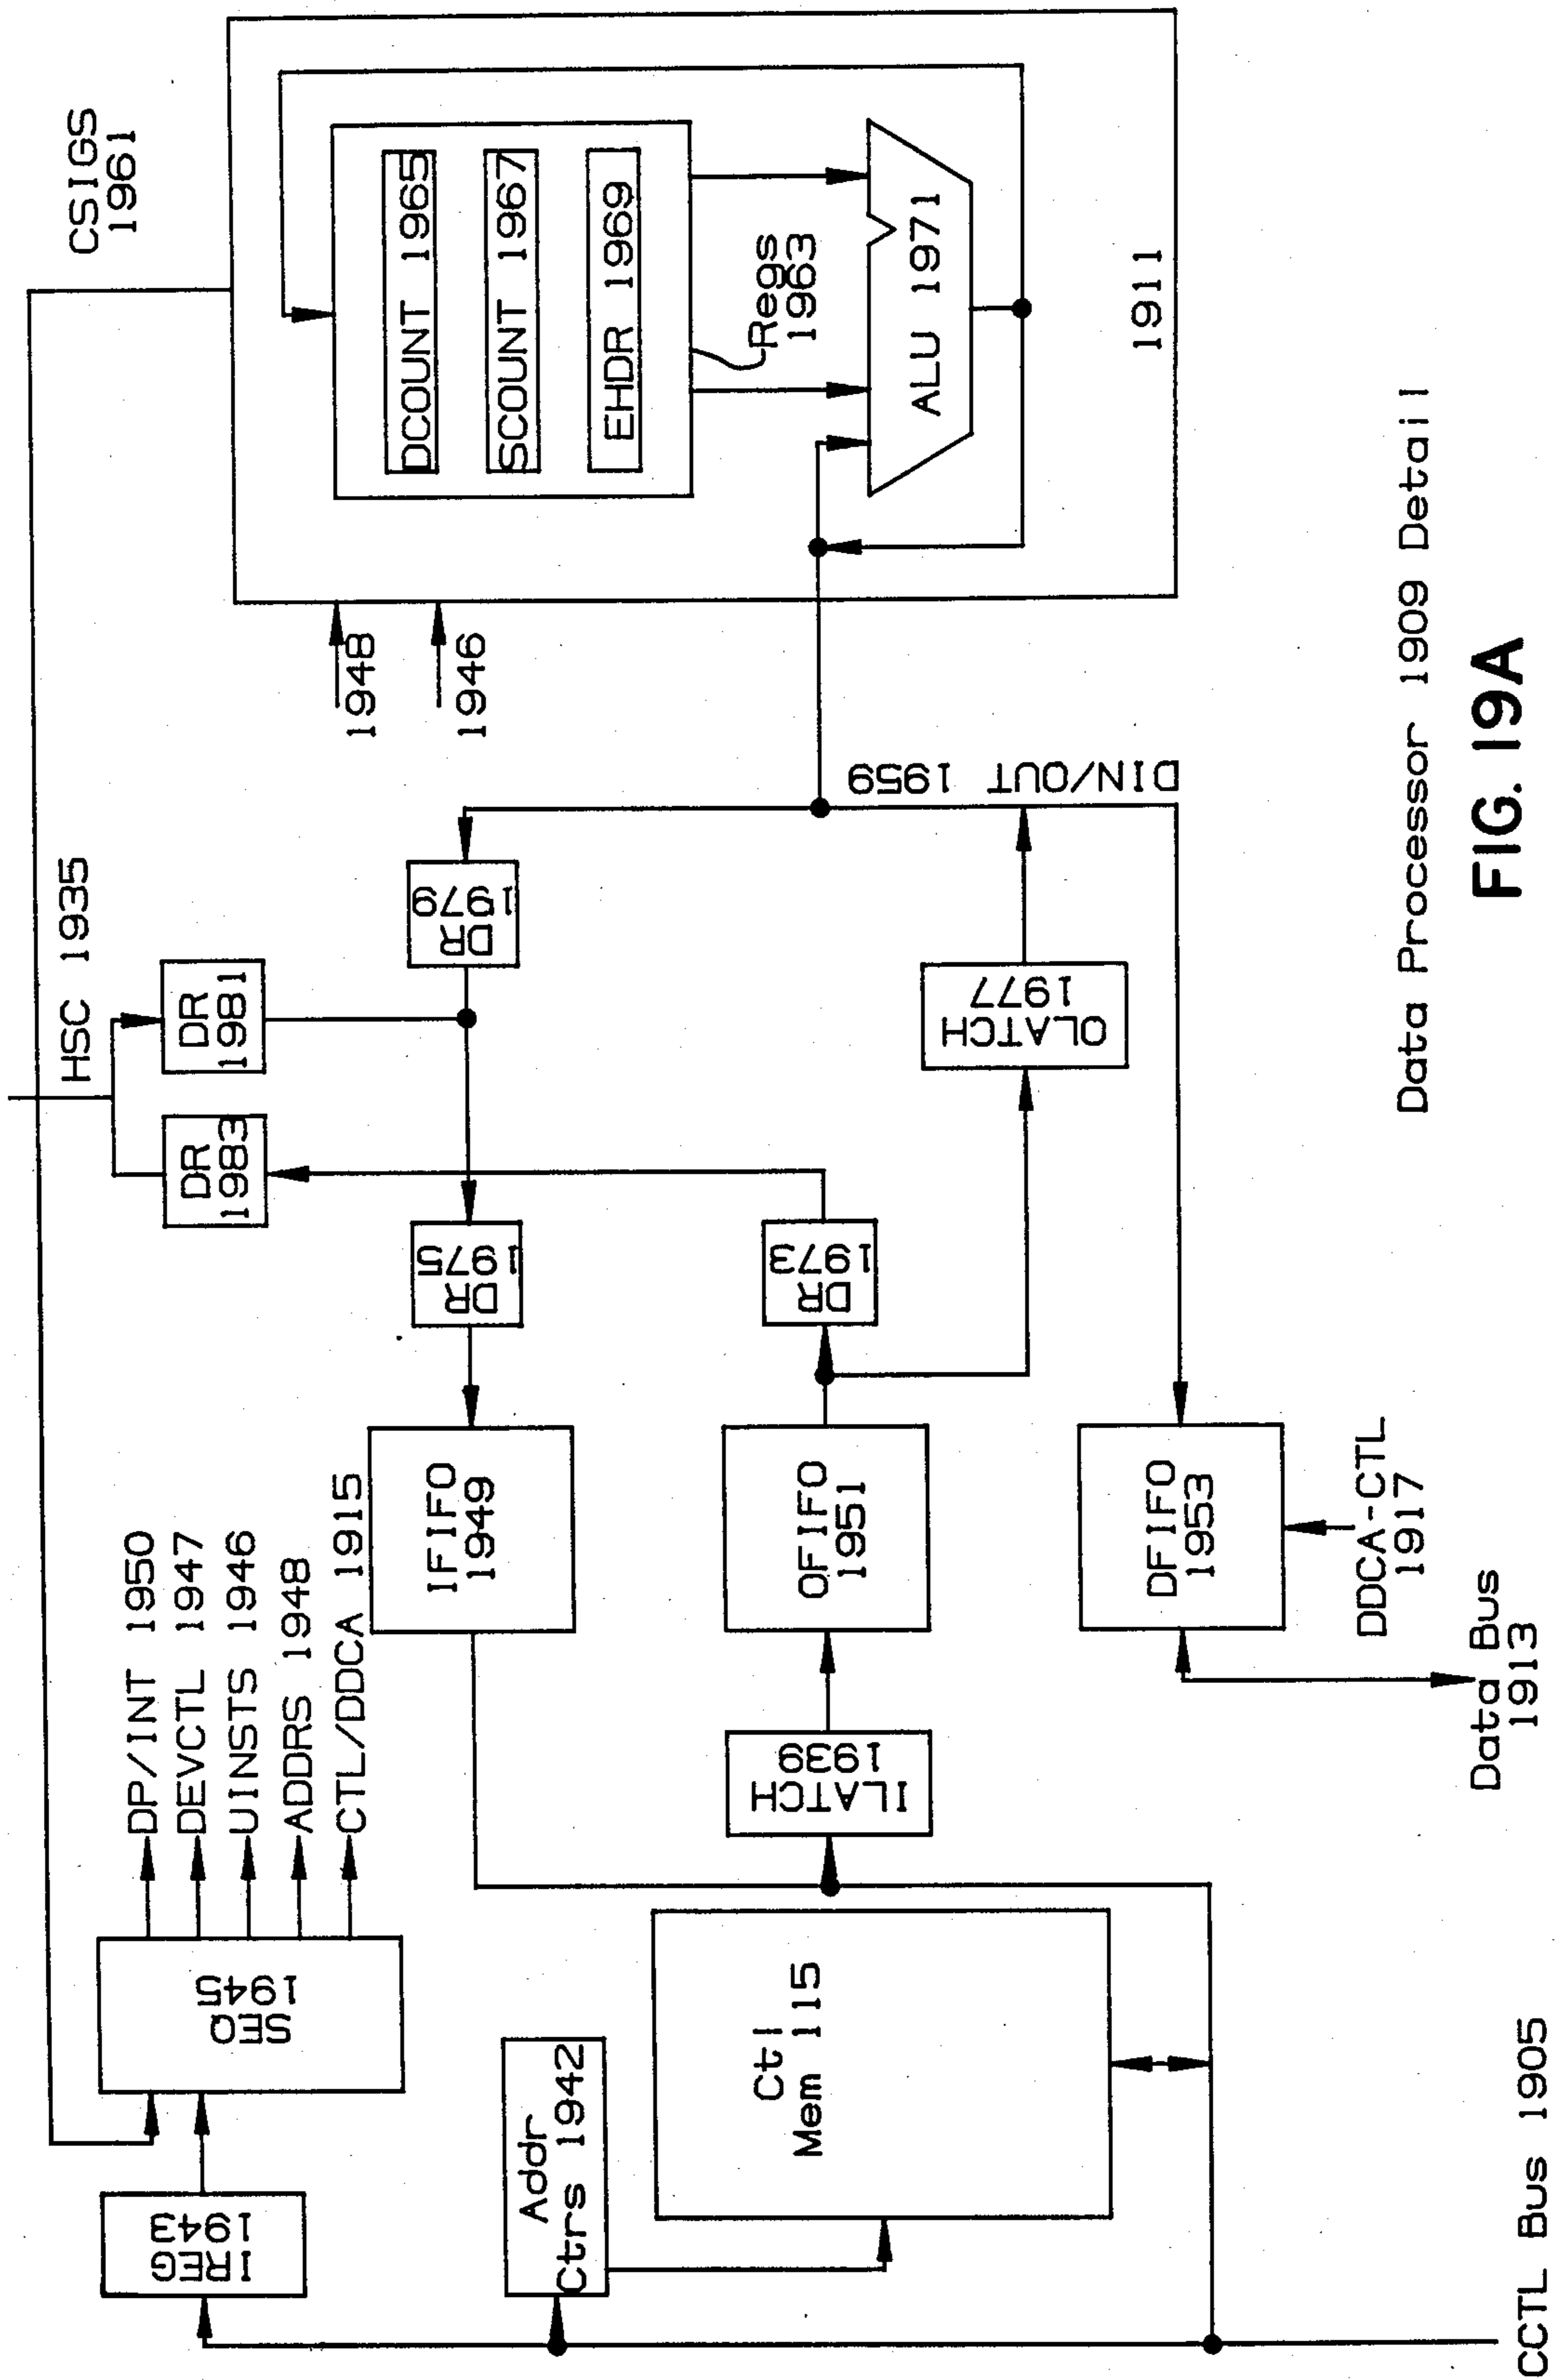 CSIGS
1961
HSC 1935
DR
1983
DR
1981
IREG
1943
SEQ
1945
DP/INT 1950
DEVCTL 1947
UINSTS 1946
ADDRS 1948
CTL/DDCA 1915
DR
1975
DR
1979
IFIFO
1949
1948
1946
DCOUNT 1965
SCOUNT 1967
EHDR 1969
Regs
1963
ALU 1971
1911
Addr
Ctrs 1942
Ctl
Mem 115
ILATCH
1939
OFIFO
1951
DR
1973
OLATCH
1977
DIN/OUT 1959
DFIFO
1953
DDCA-CTL
1917
Data Bus
1913
CCTL Bus 1905
Data Processor 1909 Detail
FIG. 19A